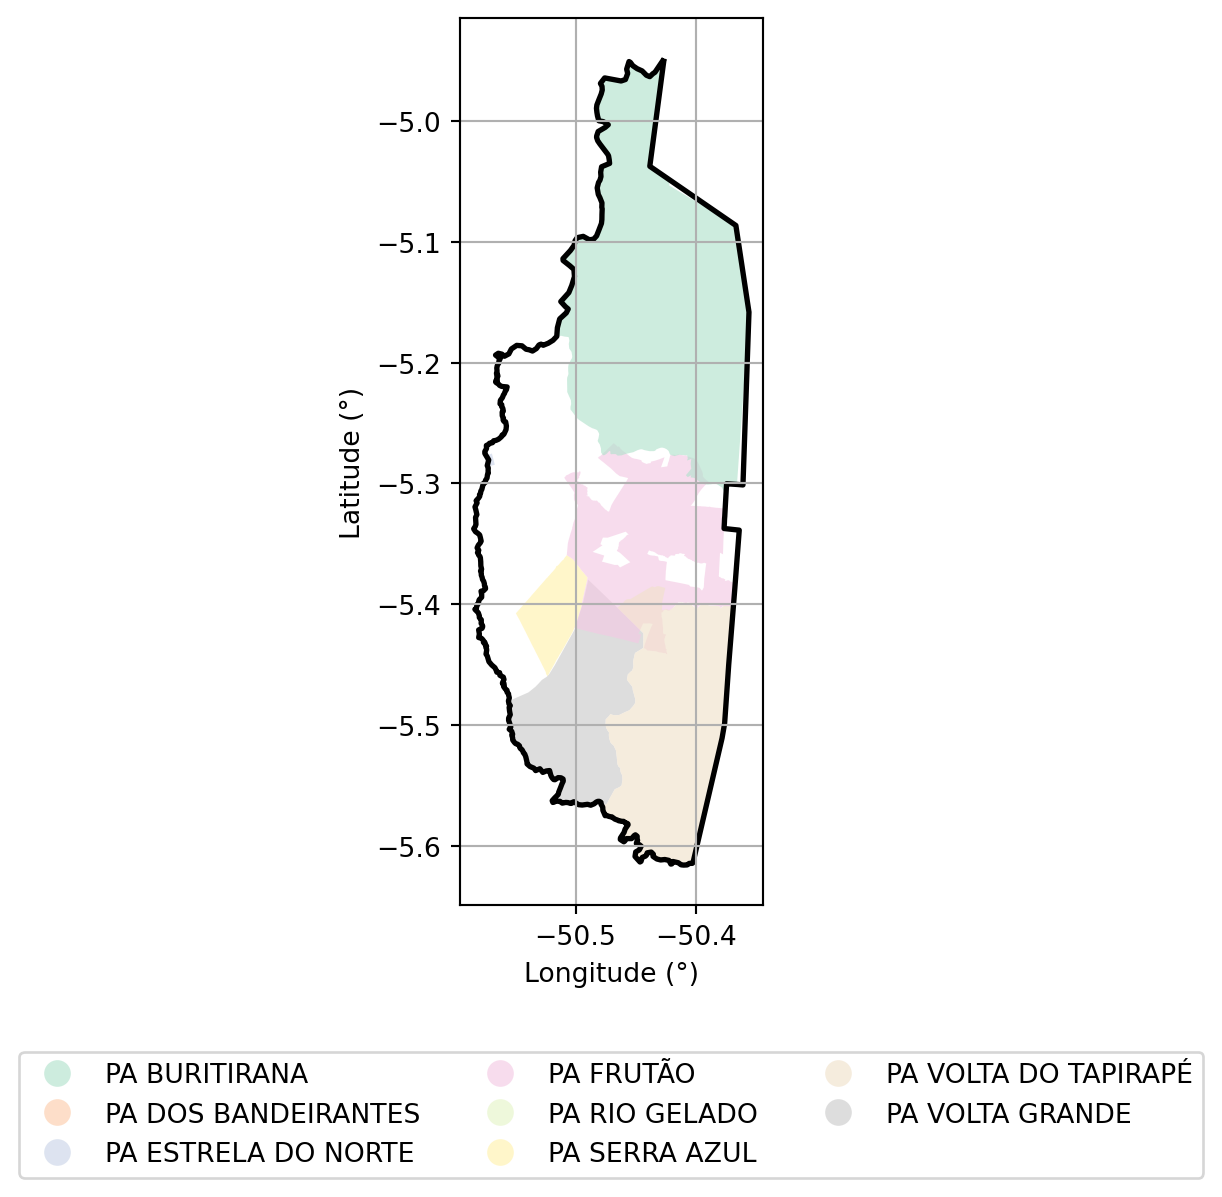 −5.0
−5.1
−5.2
−5.3
−5.4
−5.5
−5.6
Latitude (°)
−50.5 −50.4
Longitude (°)
PA BURITIRANA
PA DOS BANDEIRANTES
PA ESTRELA DO NORTE
PA FRUTÃO
PA RIO GELADO
PA SERRA AZUL
PA VOLTA DO TAPIRAPÉ
PA VOLTA GRANDE